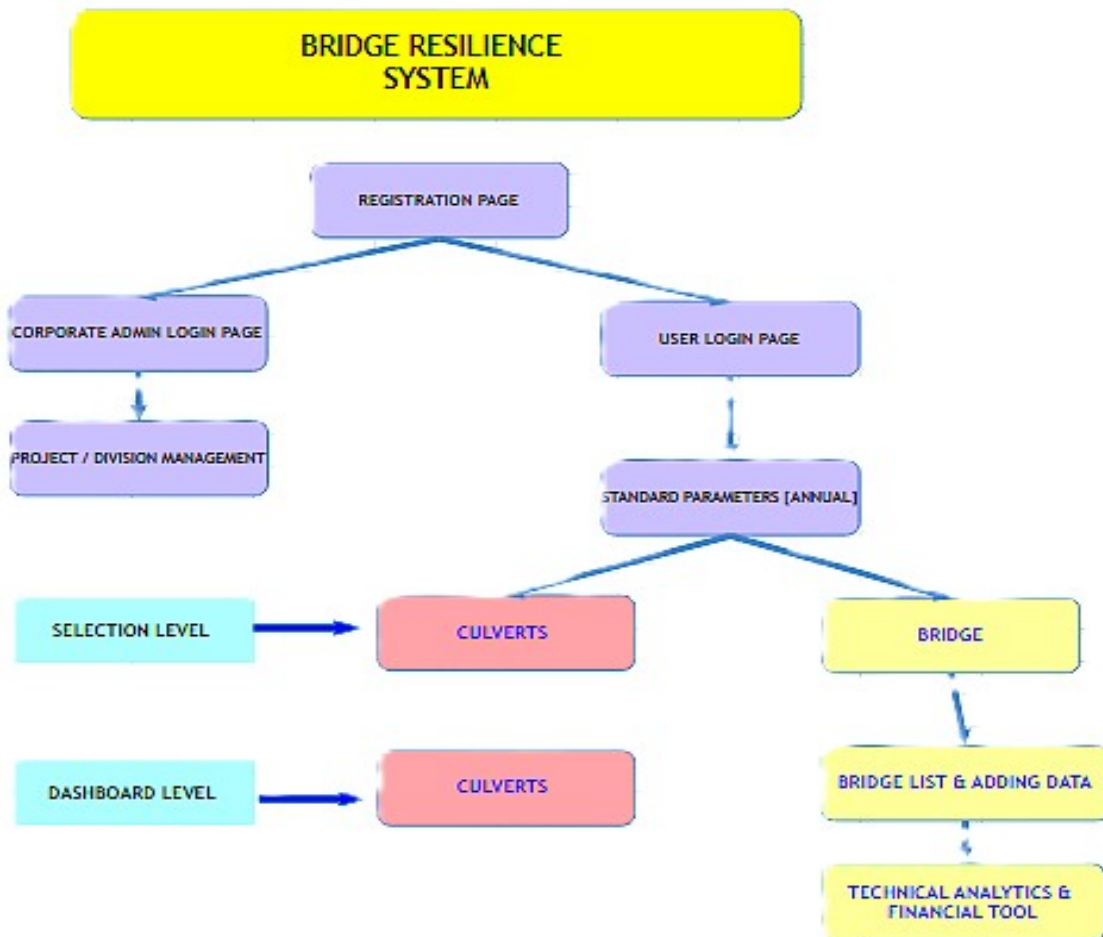 BRIDGE RESILIENCE
SYSTEM
REGISTRATION PAGE
CORPORATE ADMIN LOGIN PAGE
USER LOGIN PAGE
PROJECT / DIVISION MANAGEMENT
STANDARD PARAMETERS [ANNUAL]
SELECTION LEVEL
CULVERTS
BRIDGE
DASHBOARD LEVEL
CULVERTS
BRIDGE LIST & ADDING DATA
TECHNICAL ANALYTICS &
FINANCIAL TOOL